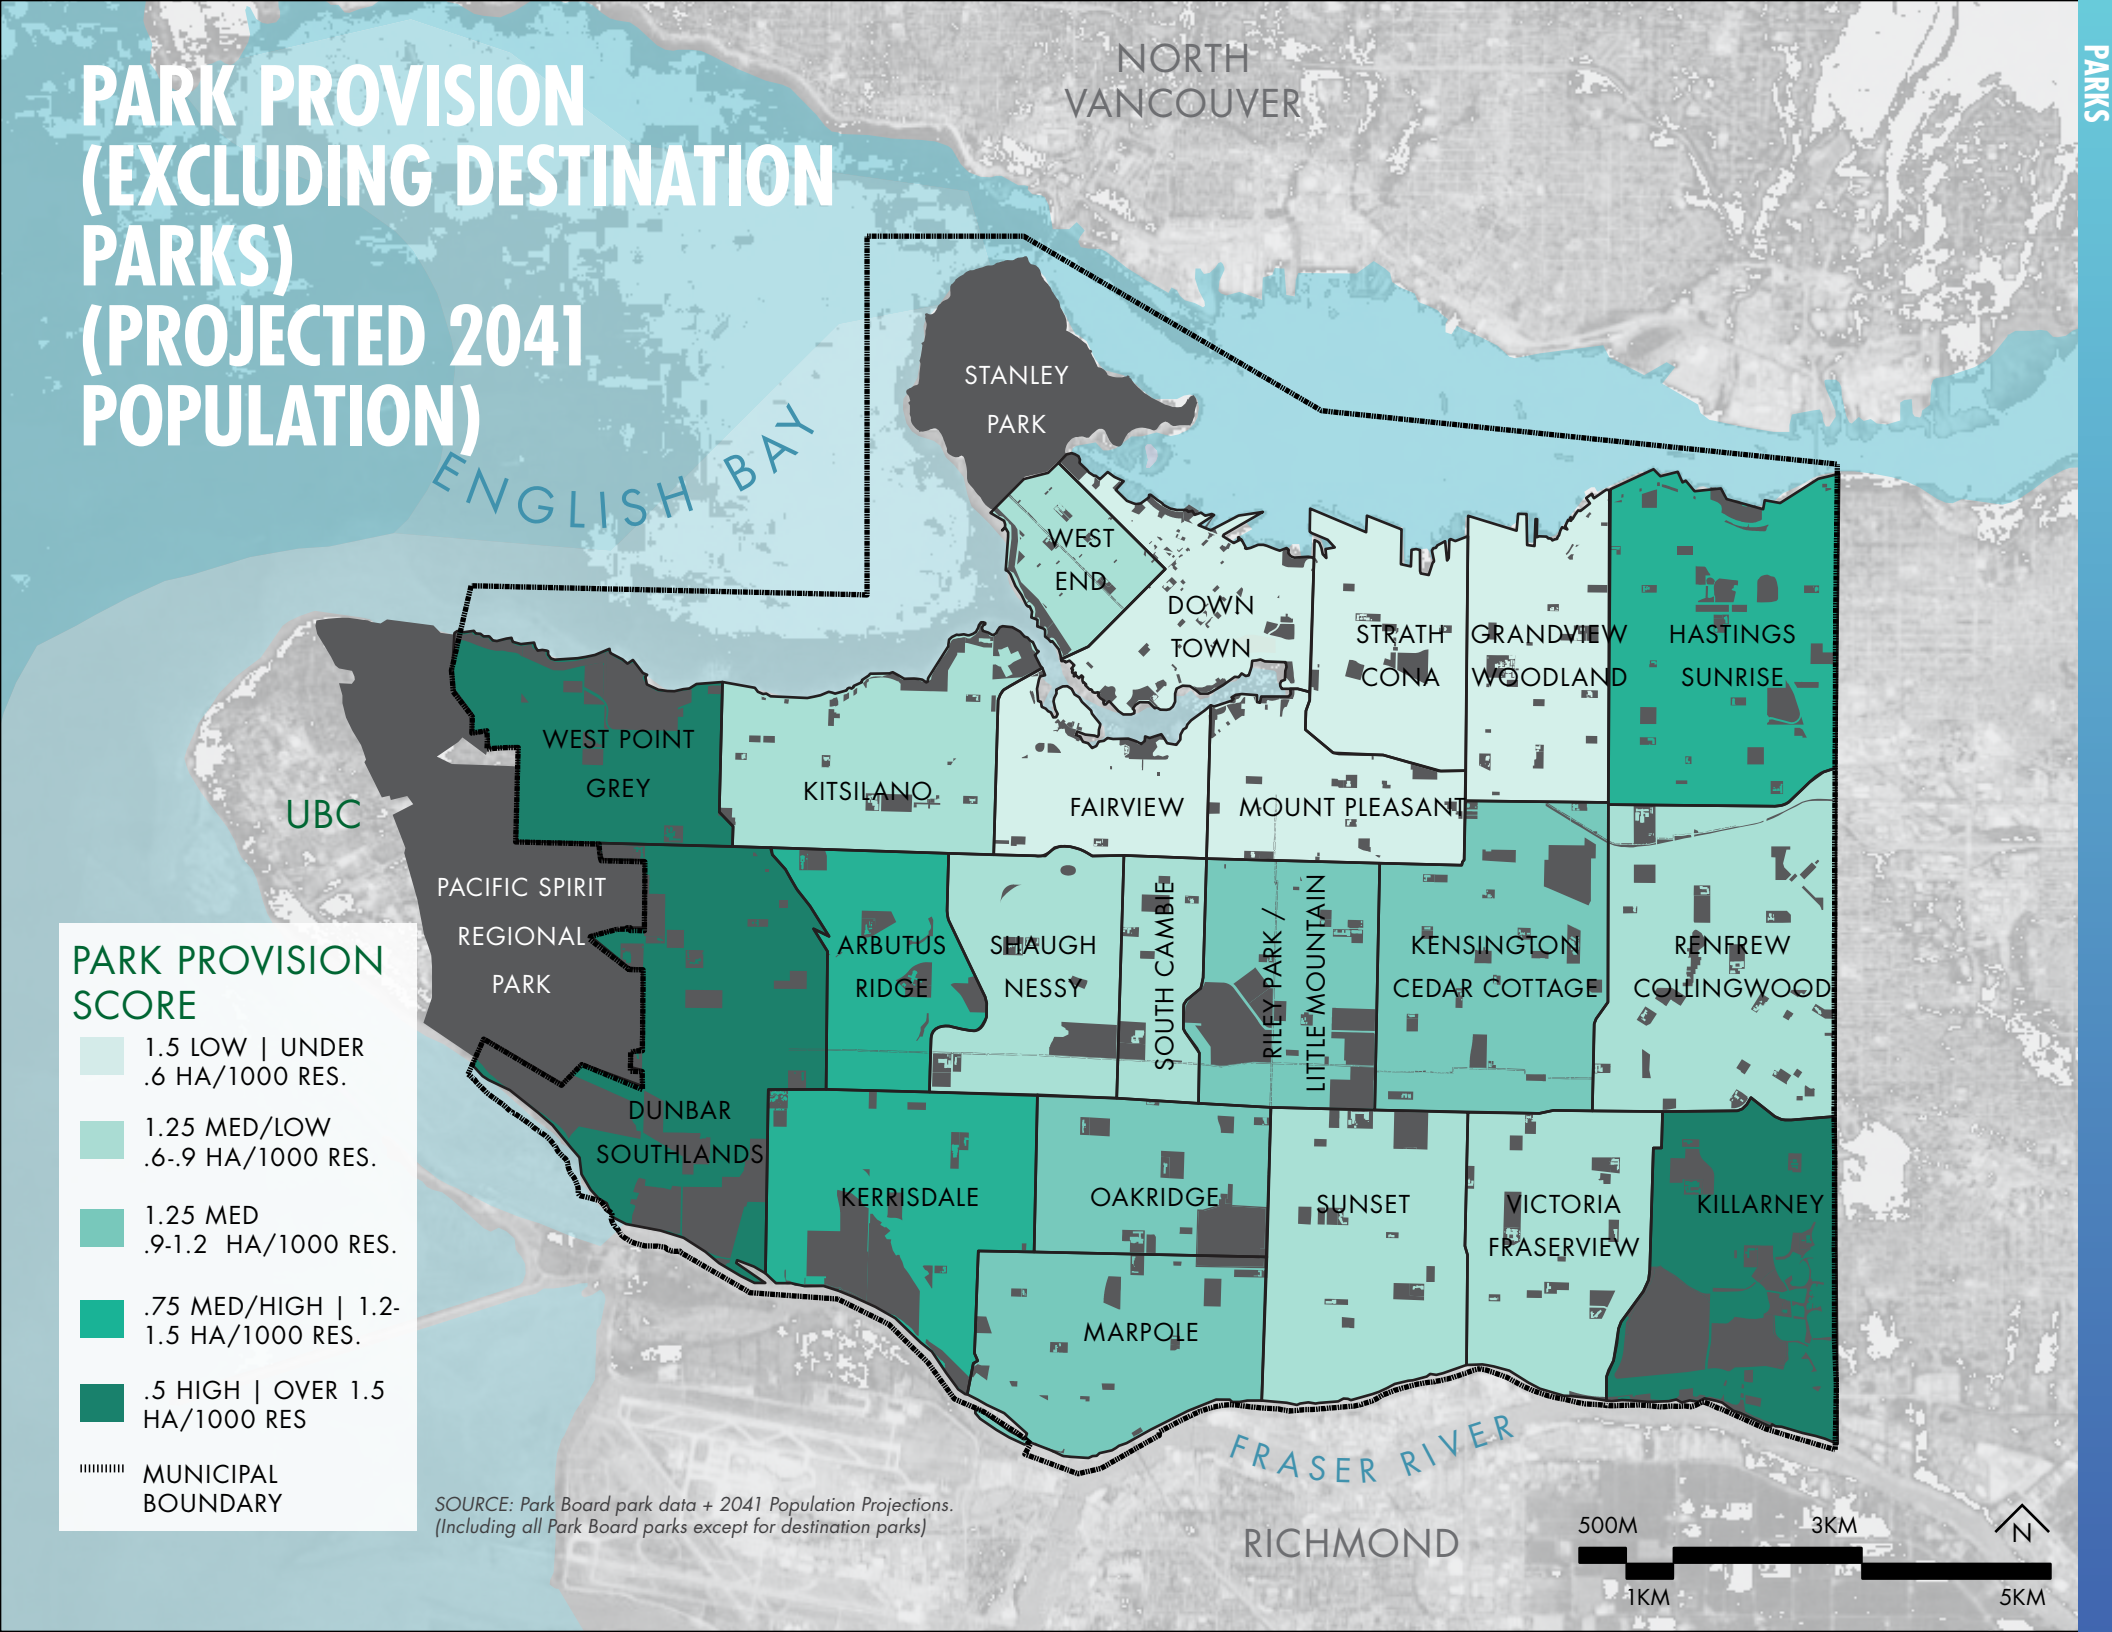 PARK PROVISION
(EXCLUDING DESTINATION
PARKS)
(PROJECTED 2041
POPULATION)
PARKS
NORTH
VANCOUVER
ENGLISH BAY
STANLEY
PARK
WEST
END
DOWN
TOWN
STRATH
CONA
GRANDVIEW
WOODLAND
HASTINGS
SUNRISE
WEST POINT
GREY
KITSILANO
FAIRVIEW
MOUNT PLEASANT
UBC
PACIFIC SPIRIT
REGIONAL
PARK
ARBUTUS
RIDGE
SHAUGH
NESSY
SOUTH CAMBIE
RILEY PARK /
LITTLE MOUNTAIN
KENSINGTON
CEDAR COTTAGE
RENFREW
COLLINGWOOD
DUNBAR
SOUTHLANDS
KERRISDALE
OAKRIDGE
SUNSET
VICTORIA
FRASERVIEW
KILLARNEY
MARPOLE
FRASER RIVER
RICHMOND
PARK PROVISION
SCORE
1.5 LOW | UNDER
.6 HA/1000 RES.
1.25 MED/LOW
.6-.9 HA/1000 RES.
1.25 MED
.9-1.2 HA/1000 RES.
.75 MED/HIGH | 1.2-
1.5 HA/1000 RES.
.5 HIGH | OVER 1.5
HA/1000 RES
MUNICIPAL
BOUNDARY
SOURCE: Park Board park data + 2041 Population Projections.
(Including all Park Board parks except for destination parks)
500M
3KM
N
1KM
5KM